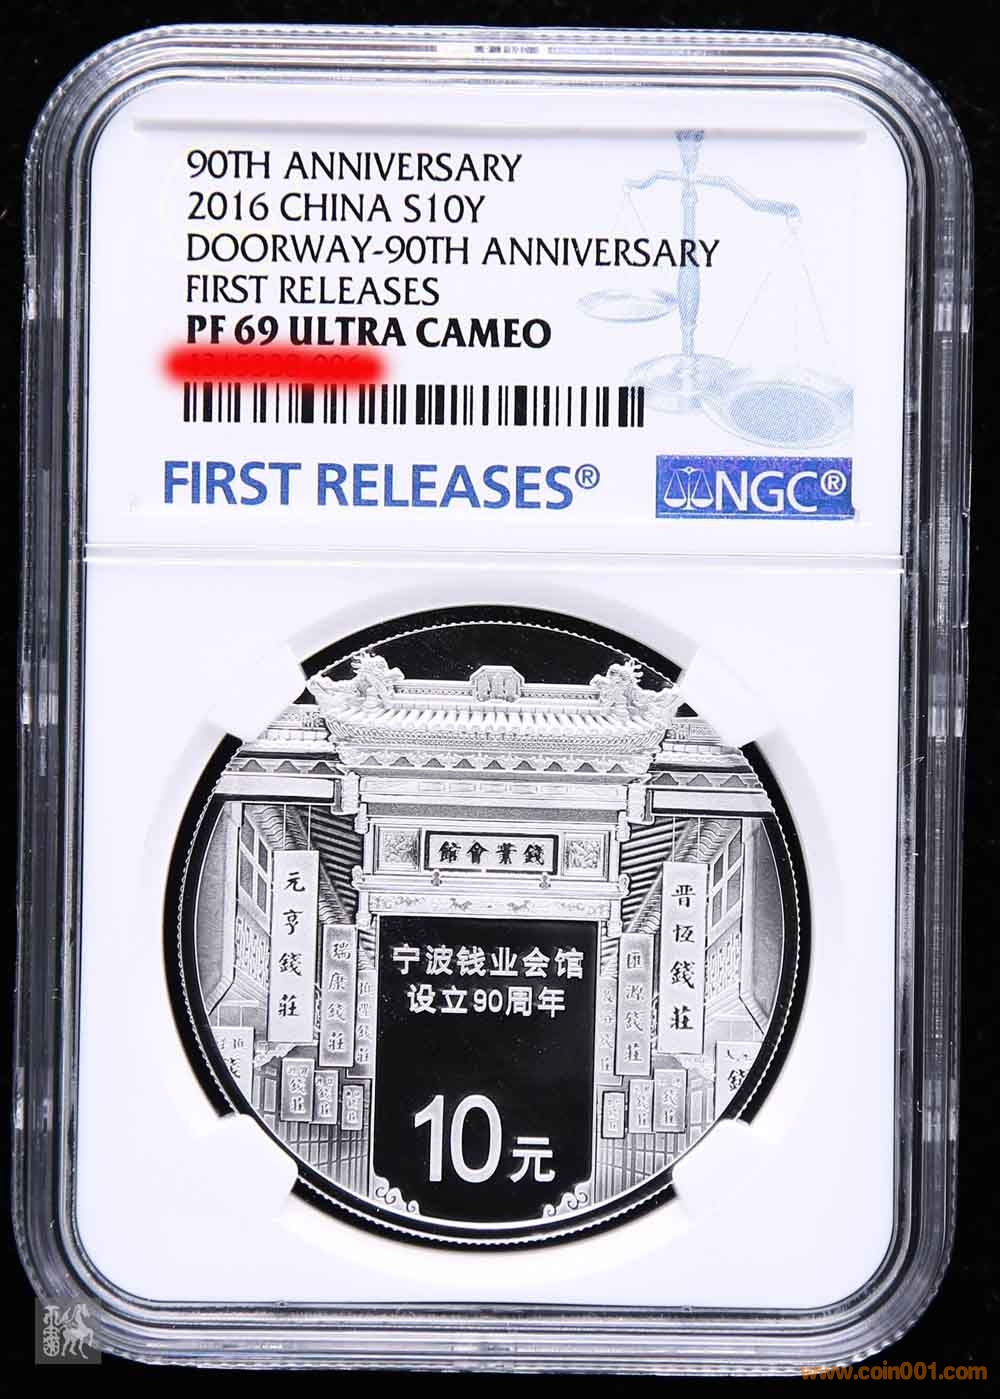 90TH ANNIVERSARY
2016 CHINA S10Y
DOORWAY-90TH ANNIVERSARY
FIRST RELEASES
PF 69 ULTRA CAMEO
FIRST RELEASES®
NGC®
錢業會館
元亨錢莊
瑞康錢莊
晋恆錢莊
匯源錢莊
宁波钱业会馆
设立90周年
10元
www.coin001.com